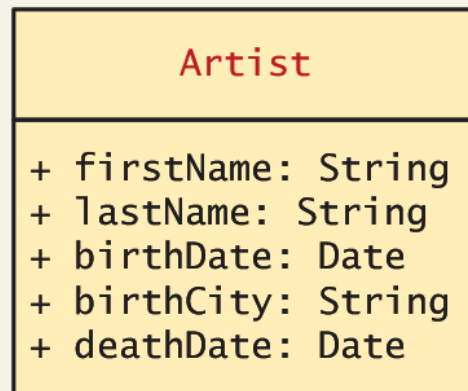 Artist
+ firstName: String
+ lastName: String
+ birthDate: Date
+ birthCity: String
+ deathDate: Date